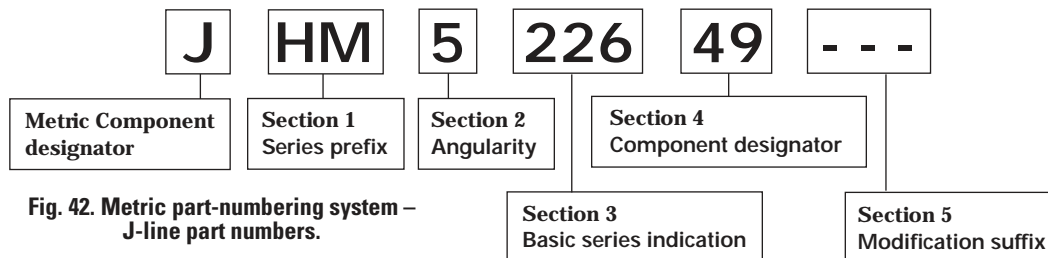 J HM 5 226 49 - - -
Metric Component
designator
Section 1
Series prefix
Section 2
Angularity
Section 4
Component designator
Fig. 42. Metric part-numbering system –
J-line part numbers.
Section 3
Basic series indication
Section 5
Modification suffix